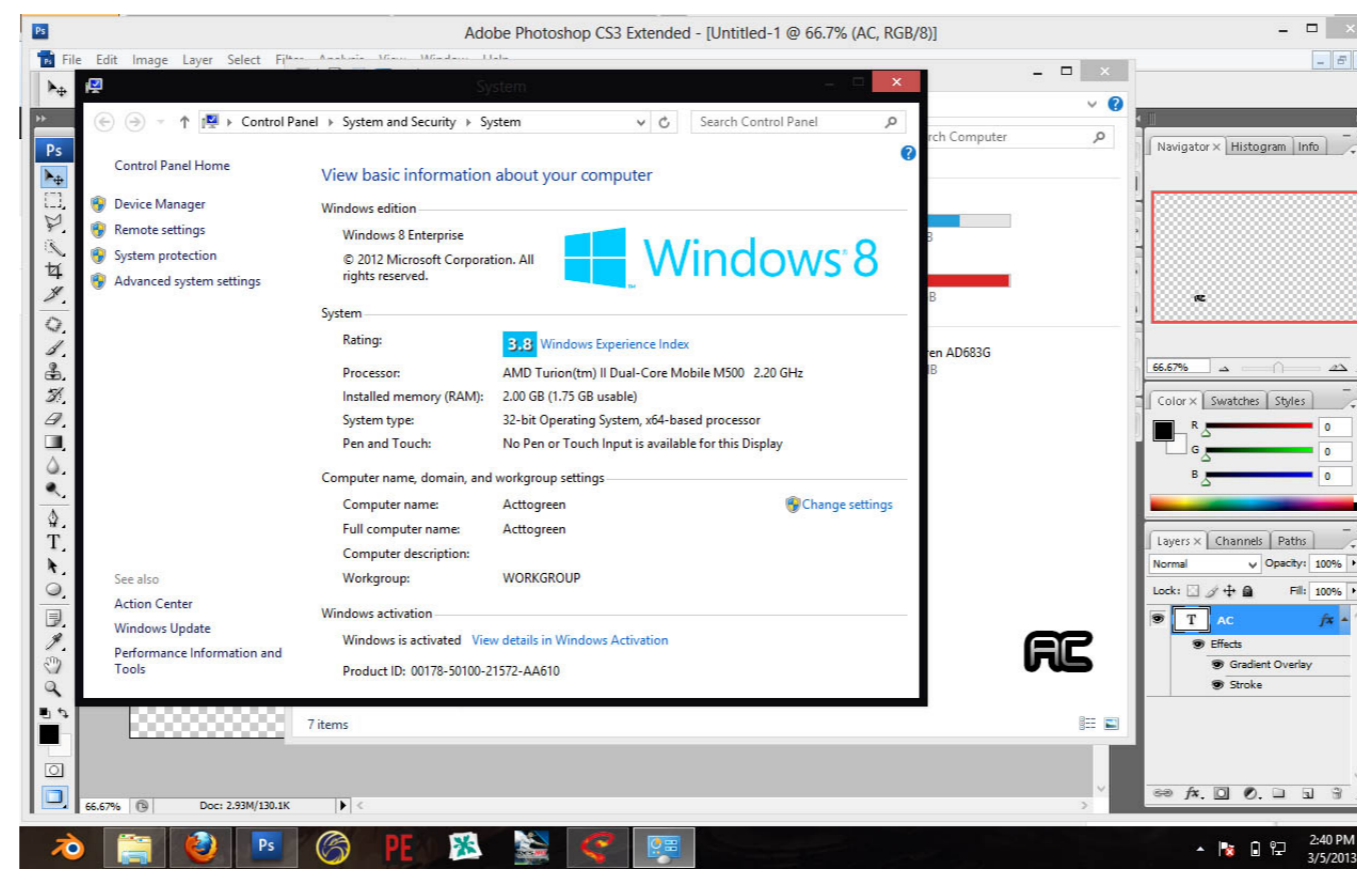 Ps
Adobe Photoshop CS3 Extended - [Untitled-1 @ 66.7% (AC, RGB/8)]
File Edit Image Layer Select
System
Control Panel System and Security System
Search Control Panel
Computer
Ps
Control Panel Home
Device Manager
Remote settings
System protection
Advanced system settings
See also
Action Center
Windows Update
Performance Information and
Tools
View basic information about your computer
Windows edition
Windows 8 Enterprise
© 2012 Microsoft Corporation. All
rights reserved.
Windows 8
System
Rating:
3.8 Windows Experience Index
Processor: AMD Turion(tm) II Dual-Core Mobile M500 2.20 GHz
Installed memory (RAM): 2.00 GB (1.75 GB usable)
System type: 32-bit Operating System, x64-based processor
Pen and Touch: No Pen or Touch Input is available for this Display
Computer name, domain, and workgroup settings
Computer name: Acttogreen
Change settings
Full computer name: Acttogreen
Computer description:
Workgroup: WORKGROUP
Windows activation
Windows is activated View details in Windows Activation
Product ID: 00178-50100-21572-AA610
AD683G
AC
7 items
Navigator × Histogram Info
66.67%
Color × Swatches Styles
R 0
G 0
B 0
Layers × Channels Paths
Normal Opacity: 100%
Lock: Fill: 100%
T AC fx
Effects
Gradient Overlay
Stroke
66.67% Doc: 2.93M/130.1K
Ps
PE
2:40 PM
3/5/2013